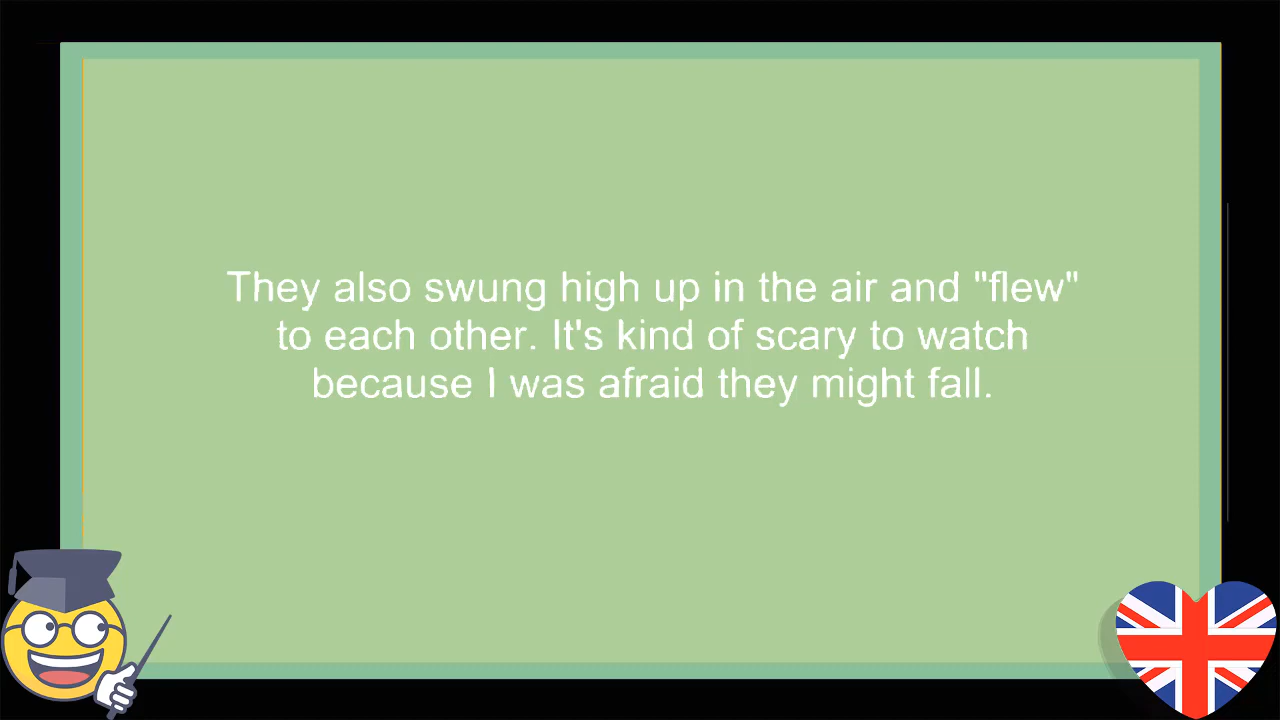 They also swung high up in the air and "flew"
to each other. It's kind of scary to watch
because I was afraid they might fall.